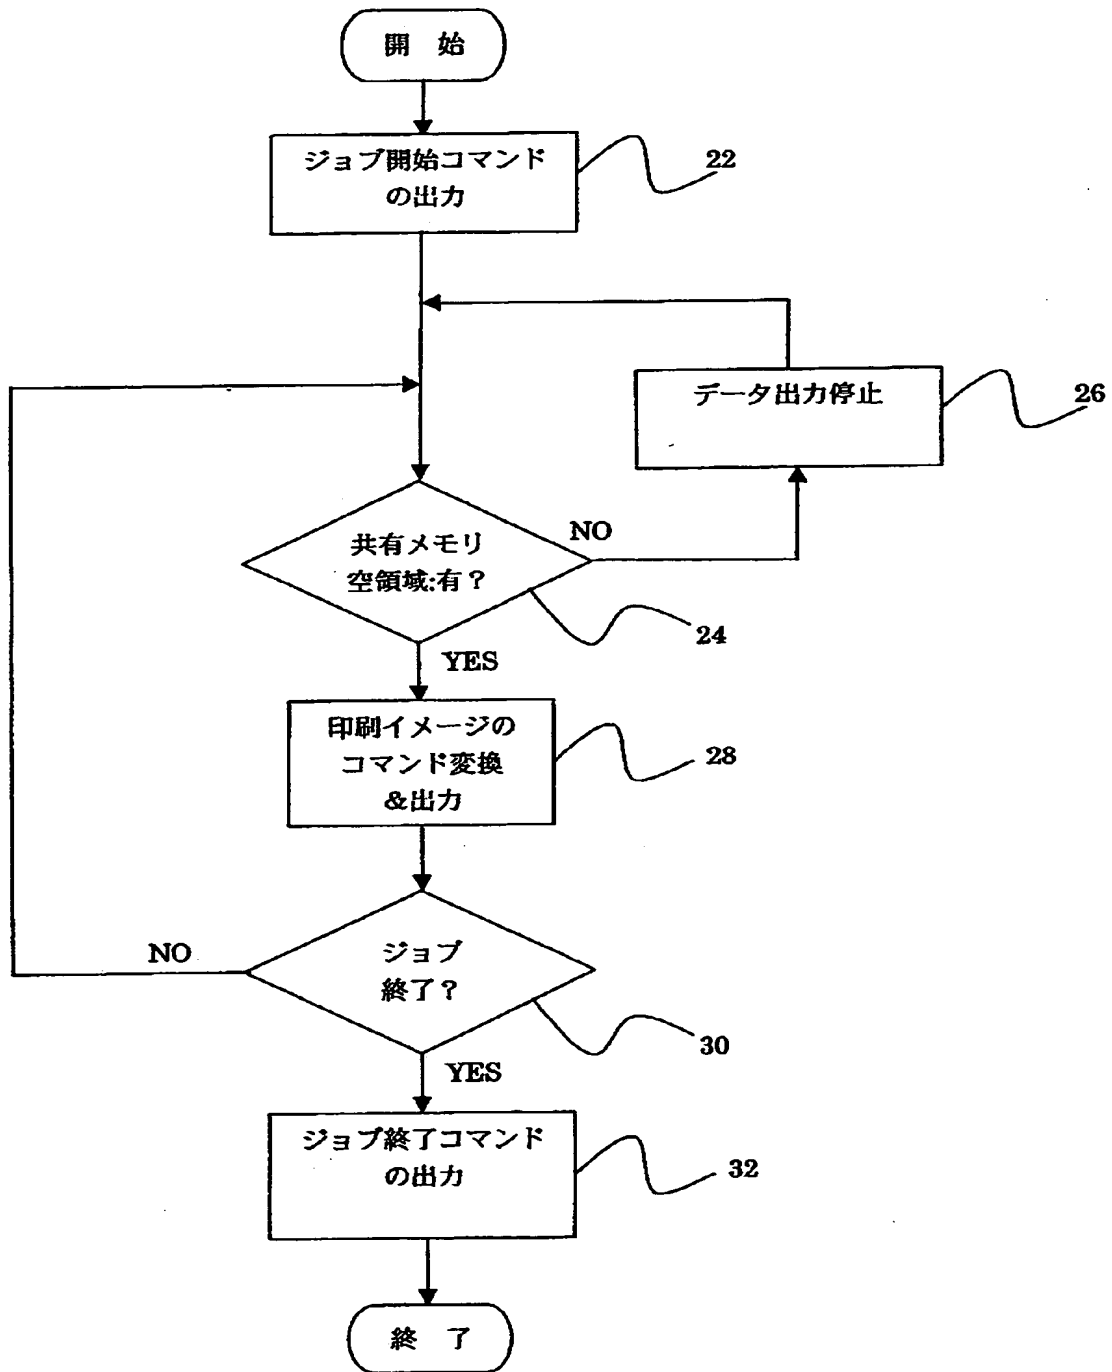 開 始
ジョブ開始コマンド
の出力
22
データ出力停止
26
共有メモリ
空領域:有?
NO
24
YES
印刷イメージの
コマンド変換
&出力
28
ジョブ
終了?
NO
30
YES
ジョブ終了コマンド
の出力
32
終 了